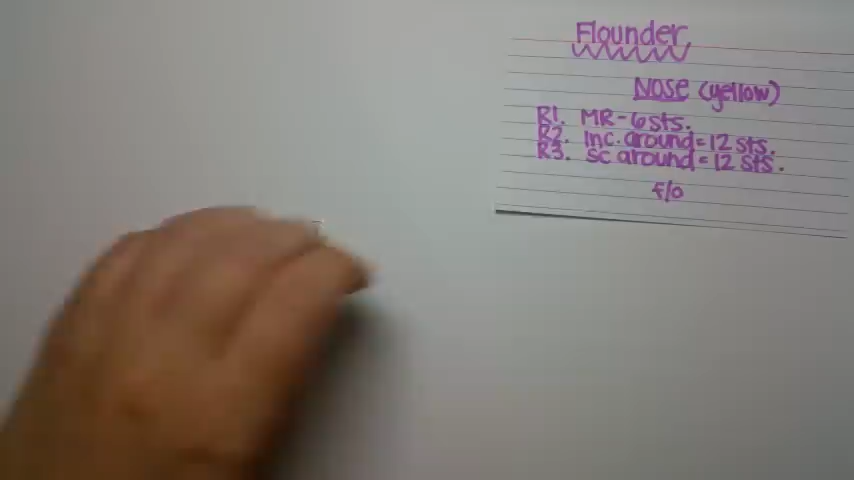 Flounder
Nose (yellow)
R1. MR-6sts.
R2. inc. around=12 sts.
R3. sc around=12 sts.
f/o